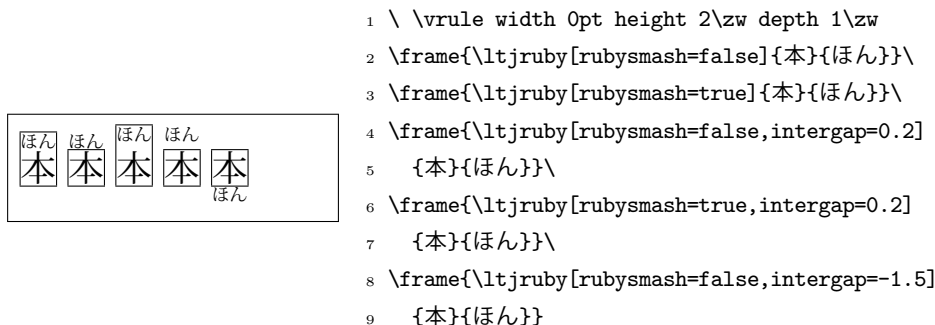 ほん ほん ほん ほん
本 本 本 本 本
ほん
1 \ \vrule width 0pt height 2\zw depth 1\zw
2 \frame{\ltjruby[rubysmash=false]{本}{ほん}}\
3 \frame{\ltjruby[rubysmash=true]{本}{ほん}}\
4 \frame{\ltjruby[rubysmash=false,intergap=0.2]
5 {本}{ほん}}\
6 \frame{\ltjruby[rubysmash=true,intergap=0.2]
7 {本}{ほん}}\
8 \frame{\ltjruby[rubysmash=false,intergap=-1.5]
9 {本}{ほん}}